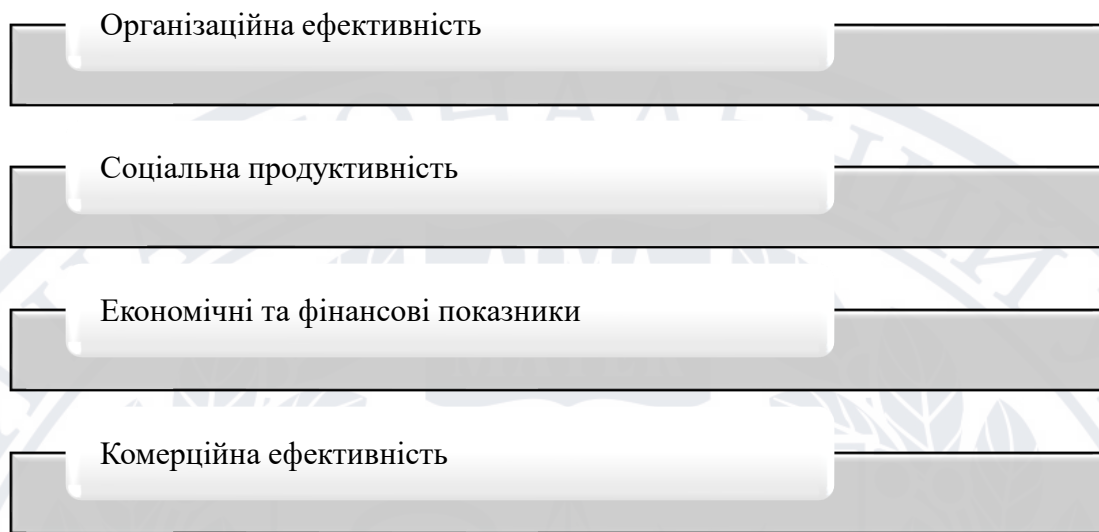 Організаційна ефективність
Соціальна продуктивність
Економічні та фінансові показники
Комерційна ефективність